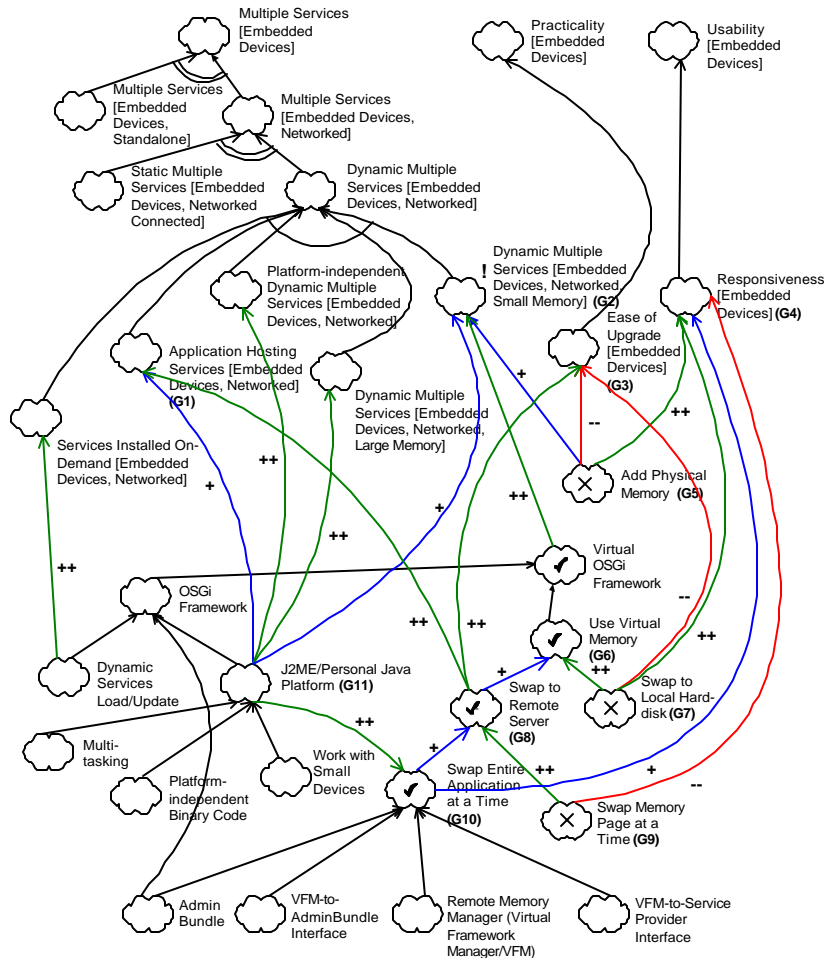 Multiple Services
[Embedded
Devices]
Practicality
[Embedded
Devices]
Usability
[Embedded
Devices]
Multiple Services
[Embedded
Devices,
Standalone]
Multiple Services
[Embedded Devices,
Networked]
Static Multiple
Services [Embedded
Devices, Networked
Connected]
Dynamic Multiple
Services [Embedded
Devices, Networked]
Platform-independent
Dynamic Multiple
Services [Embedded
Devices, Networked]
!
Dynamic Multiple
Services [Embedded
Devices, Networked,
Small Memory] (G2)
Responsiveness
[Embedded
Devices] (G4)
Ease of
Upgrade
[Embedded
Dervices]
(G3)
Application Hosting
Services [Embedded
Devices, Networked]
(G1)
Dynamic Multiple
Services [Embedded
Devices, Networked,
Large Memory]
Services Installed On-
Demand [Embedded
Devices, Networked]
+
--
++
Add Physical
Memory (G5)
++
+
++
+
++
++
Virtual
OSGi
Framework
OSGi
Framework
++
++
++
--
++
Use Virtual
Memory
(G6)
Dynamic
Services
Load/Update
J2ME/Personal Java
Platform (G11)
+
++
Swap to
Remote
Server
(G8)
Swap to
Local Hard-
disk (G7)
++
+
Multi-
tasking
Platform-
independent
Binary Code
Work with
Small
Devices
Swap Entire
Application
at a Time
(G10)
++
+
--
Swap Memory
Page at a
Time (G9)
Admin
Bundle
VFM-to-
AdminBundle
Interface
Remote Memory
Manager (Virtual
Framework
Manager/VFM)
VFM-to-Service
Provider
Interface